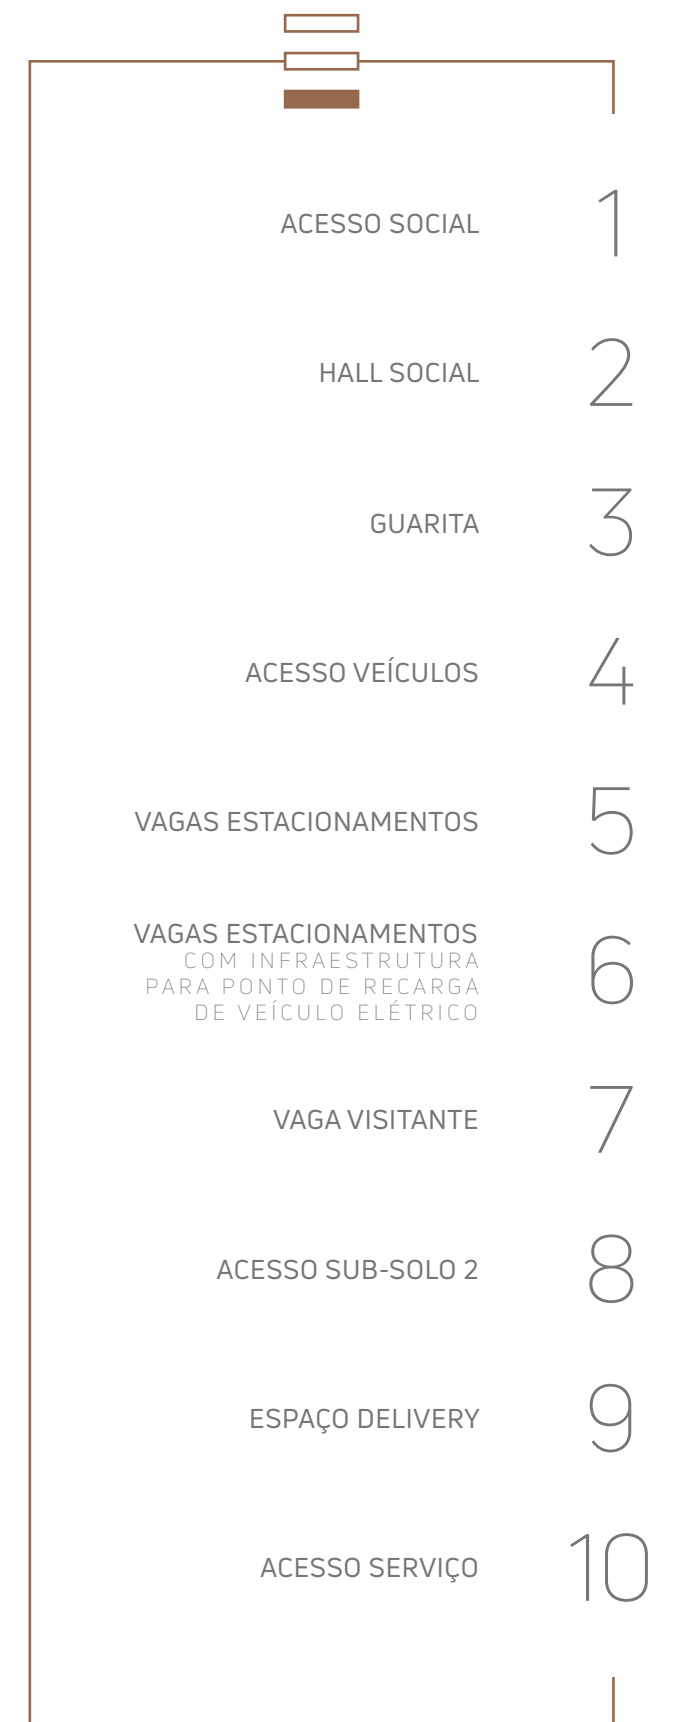 ACESSO SOCIAL 1
HALL SOCIAL 2
GUARITA 3
ACESSO VEÍCULOS 4
VAGAS ESTACIONAMENTOS 5
VAGAS ESTACIONAMENTOS
COM INFRAESTRUTURA
PARA PONTO DE RECARGA
DE VEÍCULO ELÉTRICO
6
VAGA VISITANTE 7
ACESSO SUB-SOLO 2 8
ESPAÇO DELIVERY 9
ACESSO SERVIÇO 10